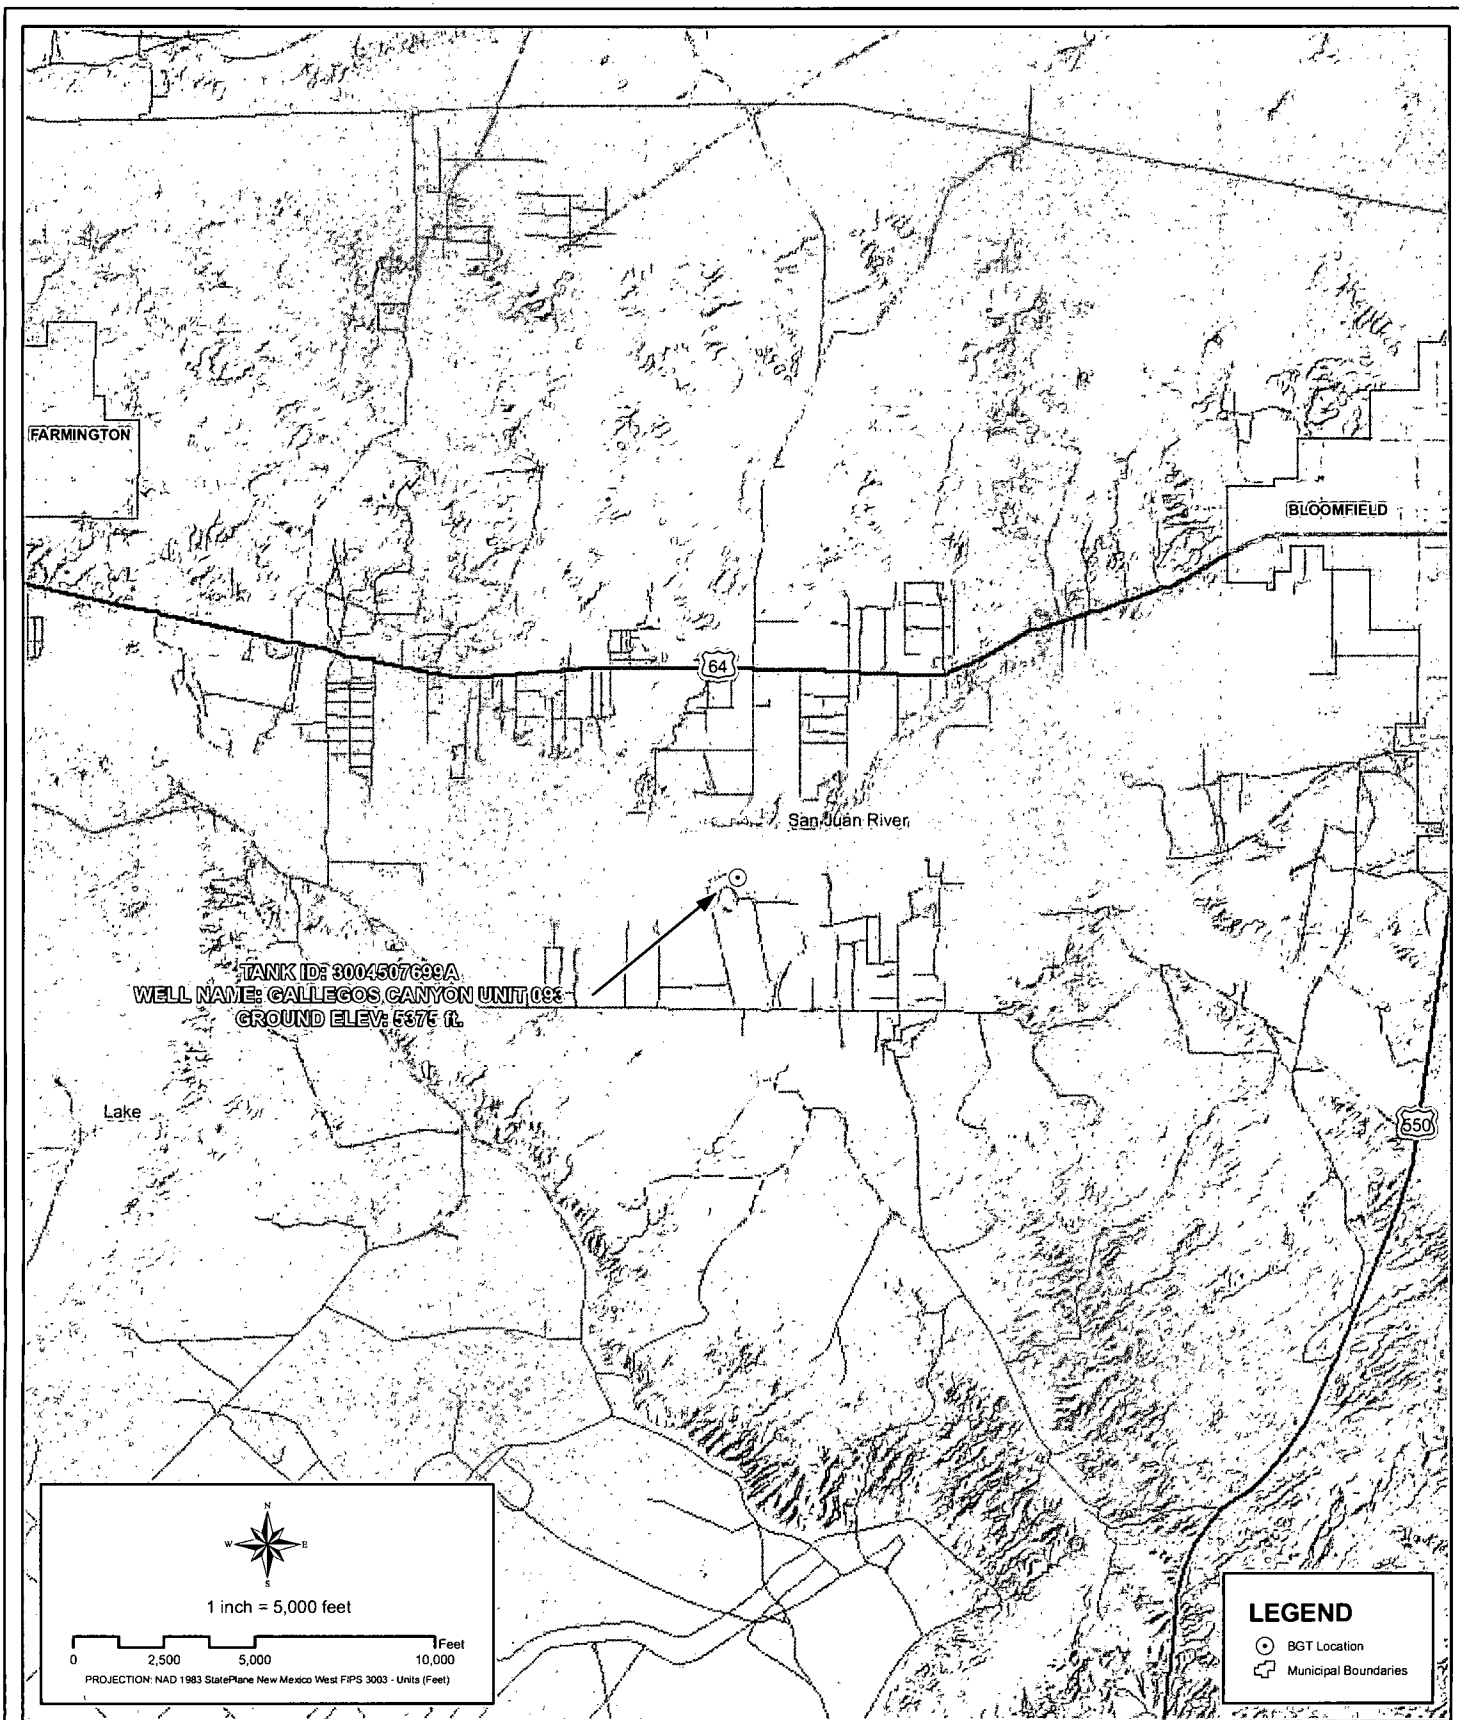 FARMINGTON
BLOOMFIELD
64
San Juan River
TANK ID: 3004507699A
WELL NAME: GALLEGOS CANYON UNIT 093
GROUND ELEV: 5375 ft.
Lake
550
N
W E
S
1 inch = 5,000 feet
Feet
0 2,500 5,000 10,000
PROJECTION: NAD 1983 StatePlane New Mexico West FIPS 3003 - Units (Feet)
LEGEND
BGT Location
Municipal Boundaries